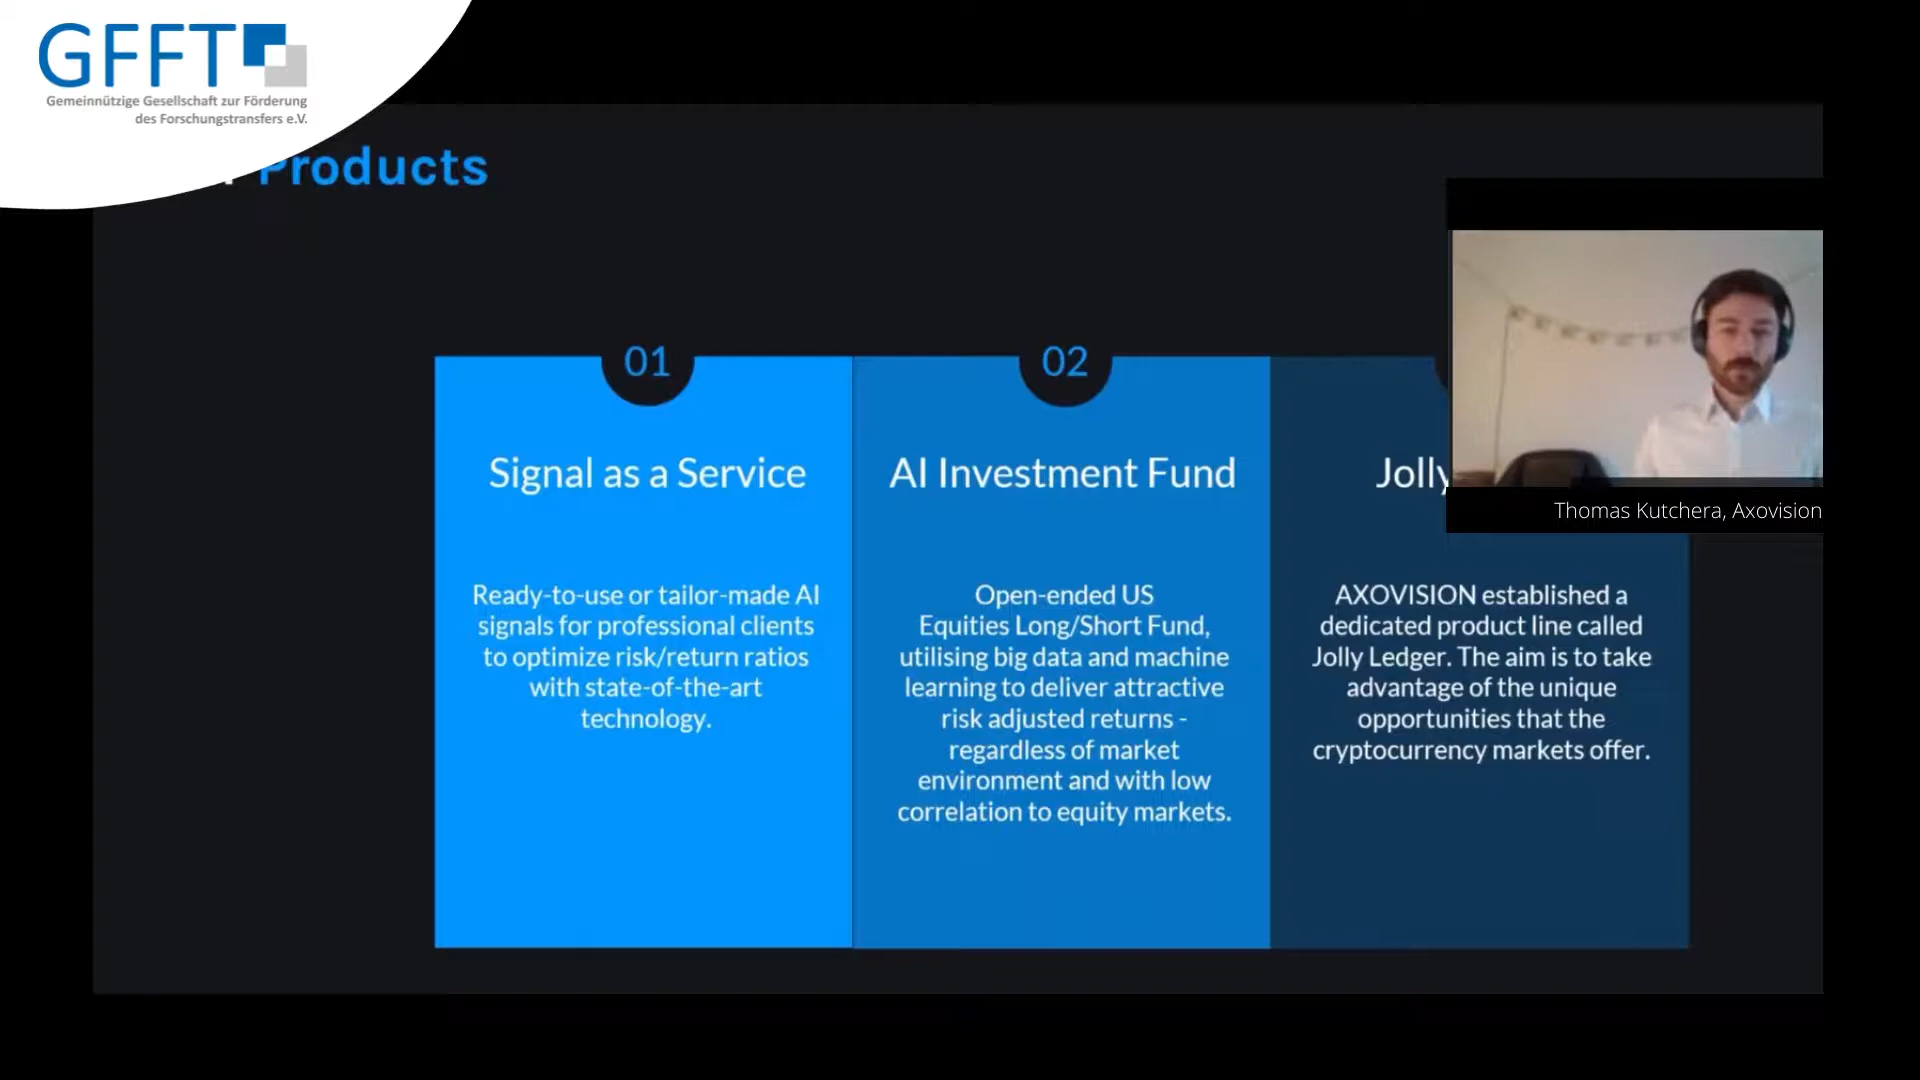 GFFT
Gemeinnützige Gesellschaft zur Förderung
des Forschungstransfers e.V.
Products
01
Signal as a Service
Ready-to-use or tailor-made AI
signals for professional clients
to optimize risk/return ratios
with state-of-the-art
technology.
02
AI Investment Fund
Open-ended US
Equities Long/Short Fund,
utilising big data and machine
learning to deliver attractive
risk adjusted returns -
regardless of market
environment and with low
correlation to equity markets.
Jolly
AXOVISION established a
dedicated product line called
Jolly Ledger. The aim is to take
advantage of the unique
opportunities that the
cryptocurrency markets offer.
Thomas Kutchera, Axovision